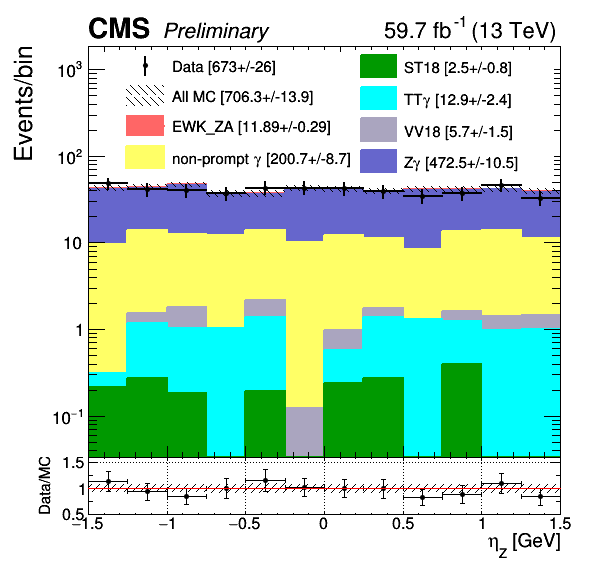 CMS Preliminary 59.7 fb⁻¹ (13 TeV)
Events/bin
Data [673+/-26]
All MC [706.3+/-13.9]
EWK_ZA [11.89+/-0.29]
non-prompt γ [200.7+/-8.7]
ST18 [2.5+/-0.8]
TTγ [12.9+/-2.4]
VV18 [5.7+/-1.5]
Zγ [472.5+/-10.5]
10³
10²
10
1
10⁻¹
Data/MC
1.5
1
0.5
−1.5 −1 −0.5 0 0.5 1 1.5
η_Z [GeV]